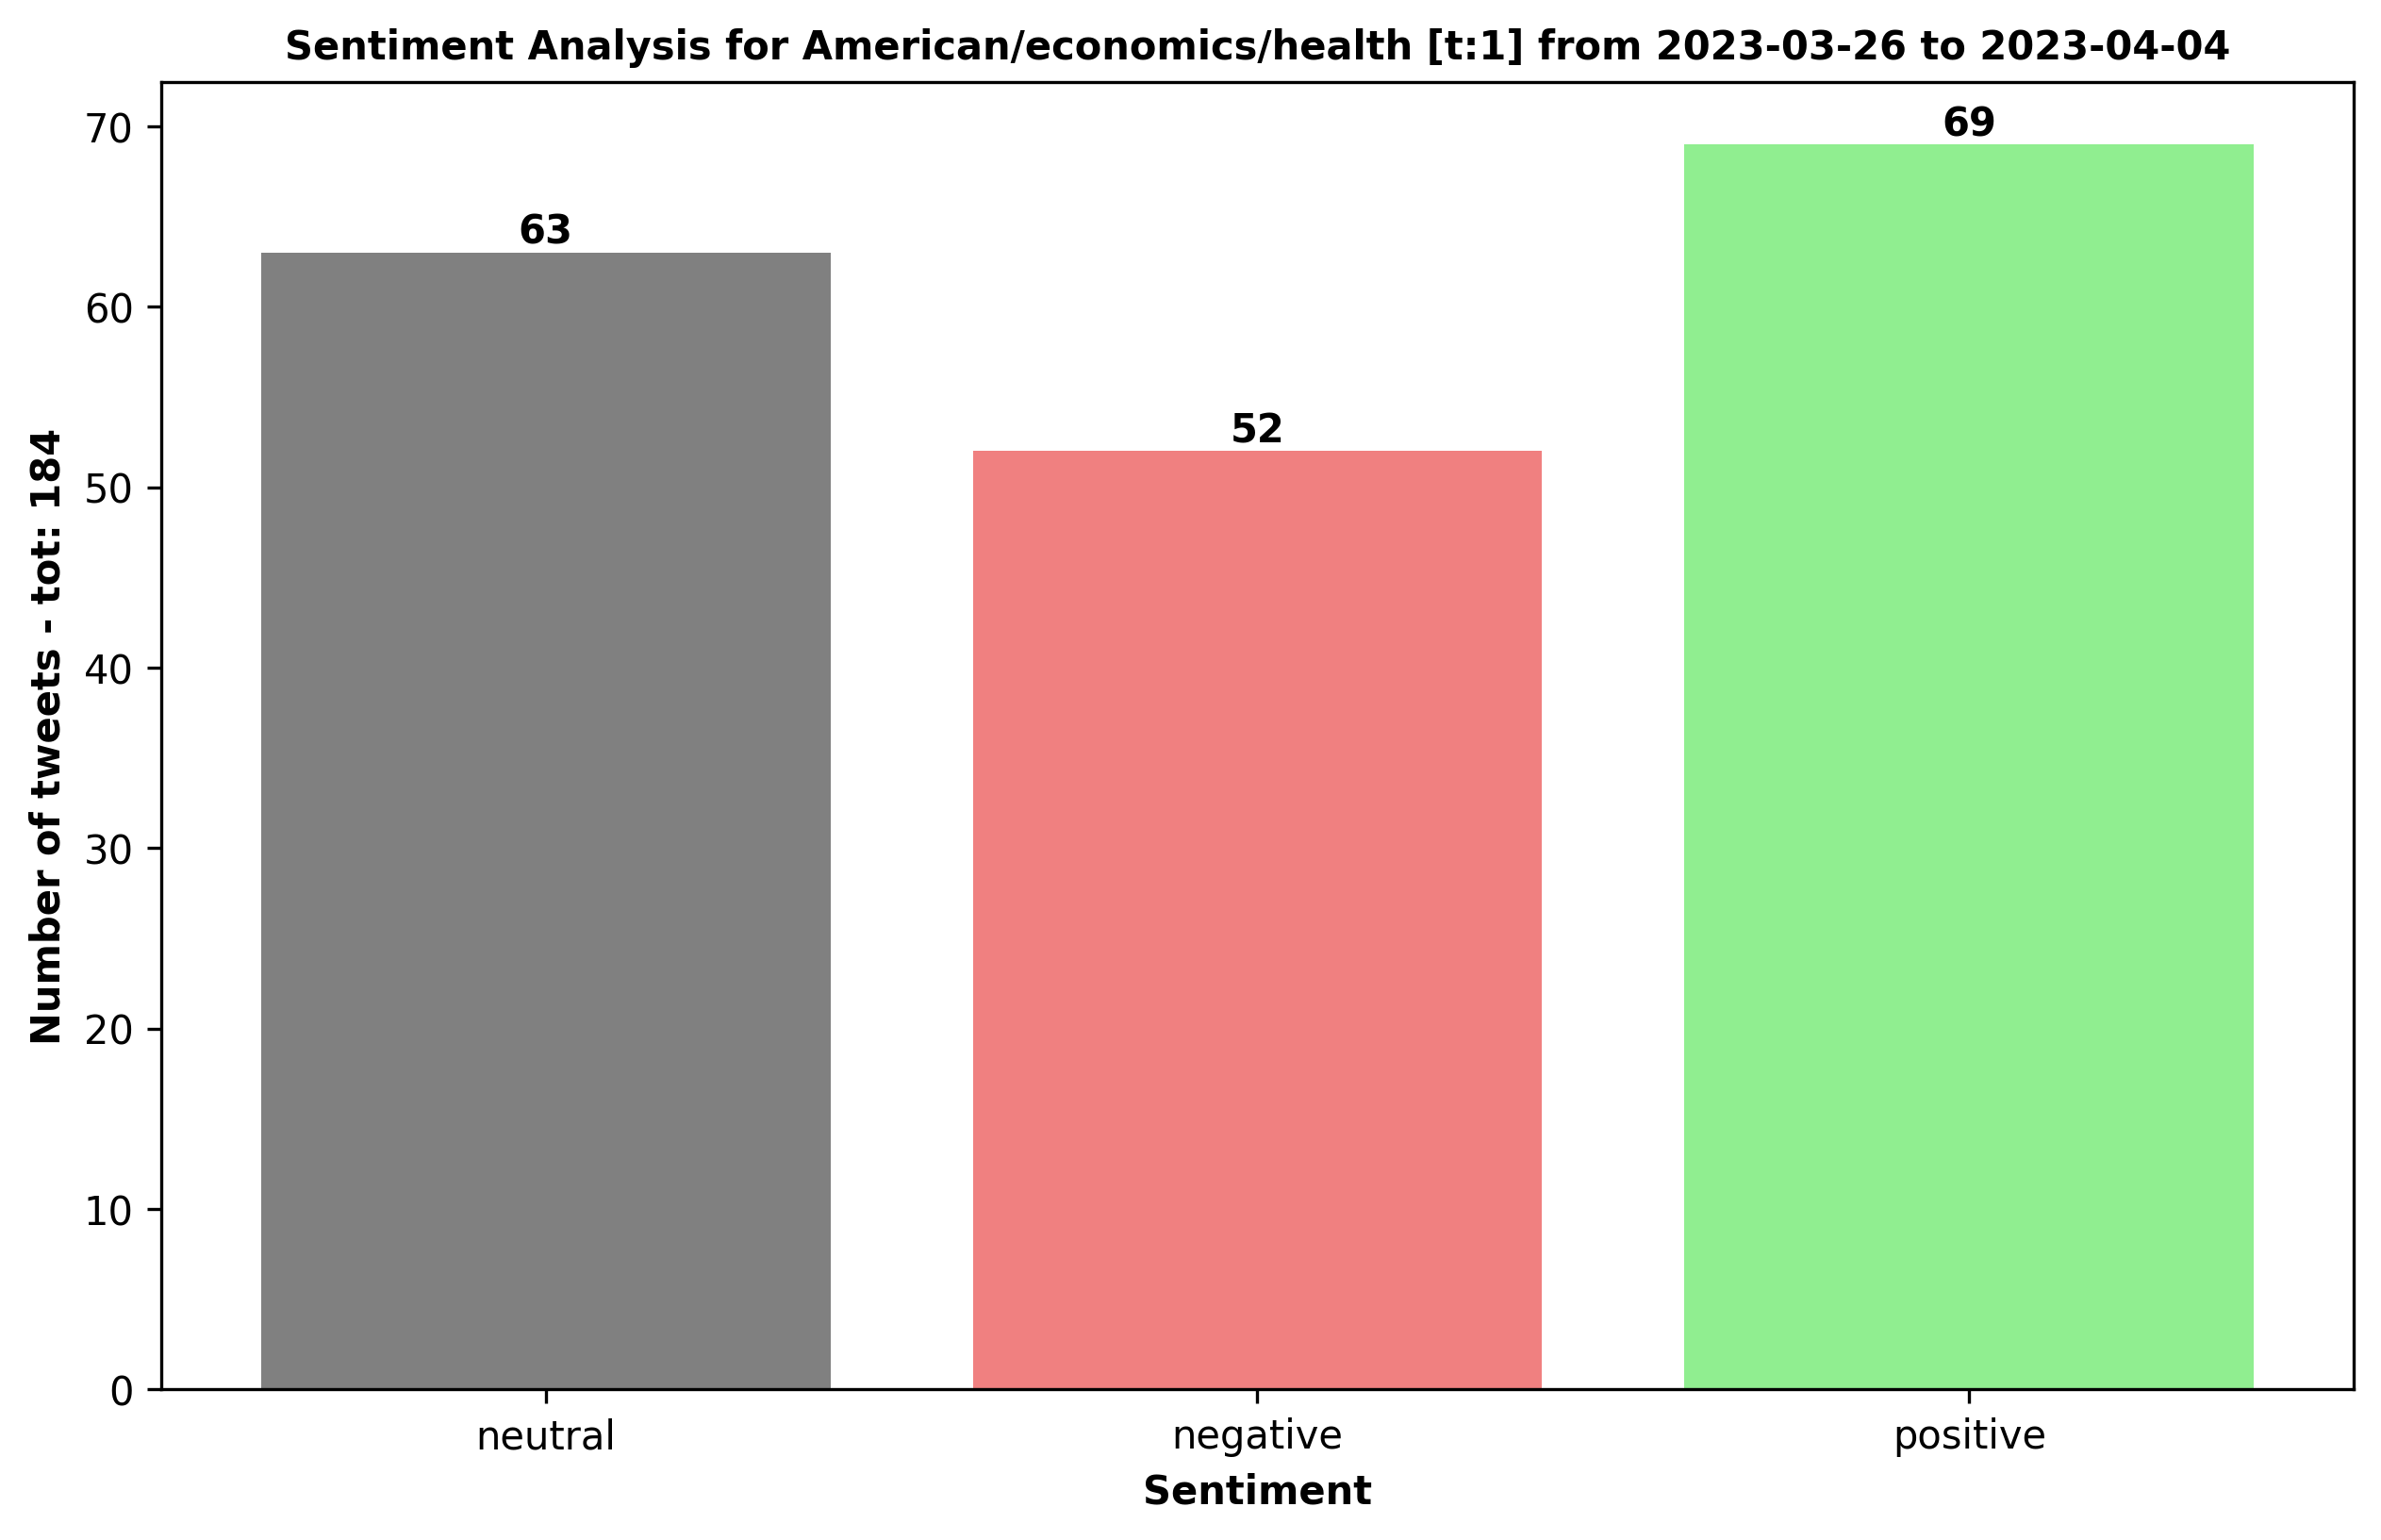 Sentiment Analysis for American/economics/health [t:1] from 2023-03-26 to 2023-04-04
Number of tweets - tot: 184
70
60
50
40
30
20
10
0
63
52
69
neutral
negative
positive
Sentiment